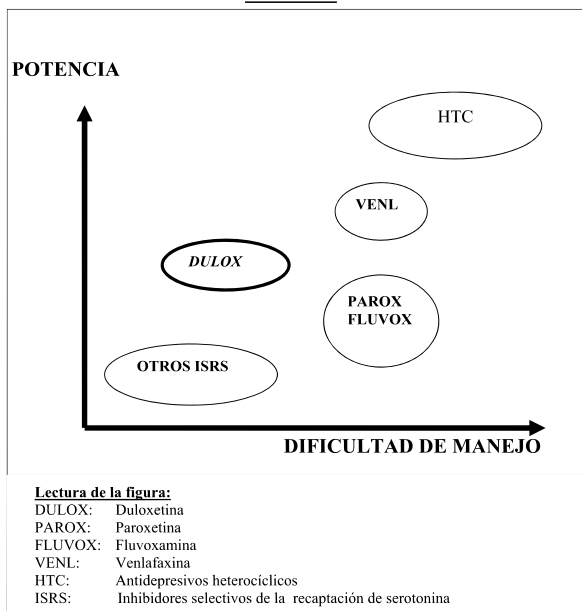 POTENCIA
HTC
VENL
DULOX
PAROX
FLUVOX
OTROS ISRS
DIFICULTAD DE MANEJO
Lectura de la figura:
DULOX: Duloxetina
PAROX: Paroxetina
FLUVOX: Fluvoxamina
VENL: Venlafaxina
HTC: Antidepresivos heterocíclicos
ISRS: Inhibidores selectivos de la recaptación de serotonina